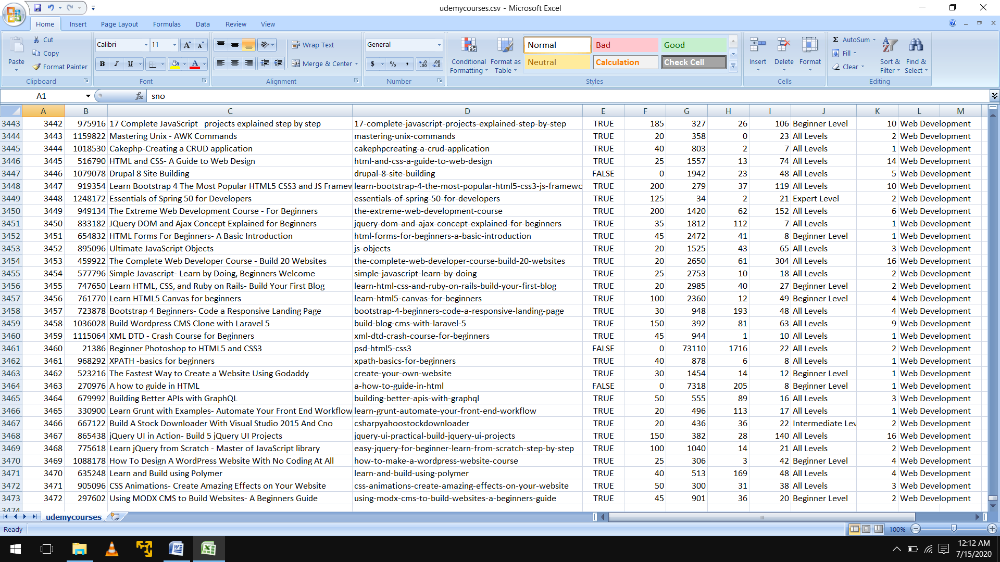 udemycourses.csv - Microsoft Excel
Home Insert Page Layout Formulas Data Review View
Paste Cut Copy Format Painter Clipboard
Calibri 11 A A B I U A Font
Wrap Text Merge & Center Alignment
General $ % , Number
Conditional Formatting Format as Table
Normal Bad Good
Neutral Calculation Check Cell
Styles
Insert Delete Format Cells
Σ AutoSum Fill Clear Sort & Filter Find & Select Editing
A1 fx sno
A B C D E F G H I J K L M
3443 3442 975916 17 Complete JavaScript projects explained step by step 17-complete-javascript-projects-explained-step-by-step TRUE 185 327 26 106 Beginner Level 10 Web Development
3444 3443 1159822 Mastering Unix - AWK Commands mastering-unix-commands TRUE 20 358 0 23 All Levels 2 Web Development
3445 3444 1018530 Cakephp-Creating a CRUD application cakephpcreating-a-crud-application TRUE 40 803 2 7 All Levels 1 Web Development
3446 3445 516790 HTML and CSS- A Guide to Web Design html-and-css-a-guide-to-web-design TRUE 25 1557 13 74 All Levels 14 Web Development
3447 3446 1079078 Drupal 8 Site Building drupal-8-site-building FALSE 0 1942 23 48 All Levels 5 Web Development
3448 3447 919354 Learn Bootstrap 4 The Most Popular HTML5 CSS3 and JS Framew learn-bootstrap-4-the-most-popular-html5-css3-js-framewo TRUE 200 279 37 119 All Levels 10 Web Development
3449 3448 1248172 Essentials of Spring 50 for Developers essentials-of-spring-50-for-developers TRUE 125 34 2 21 Expert Level 2 Web Development
3450 3449 949134 The Extreme Web Development Course - For Beginners the-extreme-web-development-course TRUE 200 1420 62 152 All Levels 6 Web Development
3451 3450 833182 JQuery DOM and Ajax Concept Explained for Beginners jquery-dom-and-ajax-concept-explained-for-beginners TRUE 35 1812 112 7 All Levels 1 Web Development
3452 3451 654832 HTML Forms For Beginners- A Basic Introduction html-forms-for-beginners-a-basic-introduction TRUE 45 2472 41 8 Beginner Level 1 Web Development
3453 3452 895096 Ultimate JavaScript Objects js-objects TRUE 20 1525 43 65 All Levels 3 Web Development
3454 3453 459922 The Complete Web Developer Course - Build 20 Websites the-complete-web-developer-course-build-20-websites TRUE 20 2650 61 304 All Levels 16 Web Development
3455 3454 577796 Simple Javascript- Learn by Doing, Beginners Welcome simple-javascript-learn-by-doing TRUE 25 2753 10 18 All Levels 2 Web Development
3456 3455 747650 Learn HTML, CSS, and Ruby on Rails- Build Your First Blog learn-html-css-and-ruby-on-rails-build-your-first-blog TRUE 20 2985 40 27 Beginner Level 2 Web Development
3457 3456 761770 Learn HTML5 Canvas for beginners learn-html5-canvas-for-beginners TRUE 100 2360 12 49 Beginner Level 4 Web Development
3458 3457 723878 Bootstrap 4 Beginners- Code a Responsive Landing Page bootstrap-4-beginners-code-a-responsive-landing-page TRUE 30 948 193 48 All Levels 4 Web Development
3459 3458 1036028 Build Wordpress CMS Clone with Laravel 5 build-blog-cms-with-laravel-5 TRUE 150 392 81 63 All Levels 9 Web Development
3460 3459 1115064 XML DTD - Crash Course for Beginners xml-dtd-crash-course-for-beginners TRUE 45 944 1 10 All Levels 1 Web Development
3461 3460 21386 Beginner Photoshop to HTML5 and CSS3 psd-html5-css3 FALSE 0 73110 1716 22 All Levels 2 Web Development
3462 3461 968292 XPATH -basics for beginners xpath-basics-for-beginners TRUE 40 878 6 8 All Levels 1 Web Development
3463 3462 523216 The Fastest Way to Create a Website Using Godaddy create-your-own-website TRUE 30 1454 14 12 Beginner Level 1 Web Development
3464 3463 270976 A how to guide in HTML a-how-to-guide-in-html FALSE 0 7318 205 8 Beginner Level 1 Web Development
3465 3464 679992 Building Better APIs with GraphQL building-better-apis-with-graphql TRUE 50 555 89 16 All Levels 3 Web Development
3466 3465 330900 Learn Grunt with Examples- Automate Your Front End Workflow learn-grunt-automate-your-front-end-workflow TRUE 20 496 113 17 All Levels 1 Web Development
3467 3466 667122 Build A Stock Downloader With Visual Studio 2015 And Cno csharpyahoostockdownloader TRUE 20 436 36 22 Intermediate Lev 2 Web Development
3468 3467 865438 jQuery UI in Action- Build 5 jQuery UI Projects jquery-ui-practical-build-jquery-ui-projects TRUE 150 382 28 140 All Levels 16 Web Development
3469 3468 775618 Learn jQuery from Scratch - Master of JavaScript library easy-jquery-for-beginner-learn-from-scratch-step-by-step TRUE 100 1040 14 21 All Levels 2 Web Development
3470 3469 1088178 How To Design A WordPress Website With No Coding At All how-to-make-a-wordpress-website-course TRUE 25 306 3 42 Beginner Level 4 Web Development
3471 3470 635248 Learn and Build using Polymer learn-and-build-using-polymer TRUE 40 513 169 48 All Levels 4 Web Development
3472 3471 905096 CSS Animations- Create Amazing Effects on Your Website css-animations-create-amazing-effects-on-your-website TRUE 50 300 31 38 All Levels 3 Web Development
3473 3472 297602 Using MODX CMS to Build Websites- A Beginners Guide using-modx-cms-to-build-websites-a-beginners-guide TRUE 45 901 36 20 Beginner Level 2 Web Development
3474
udemycourses
Ready 100%
12:12 AM
7/15/2020